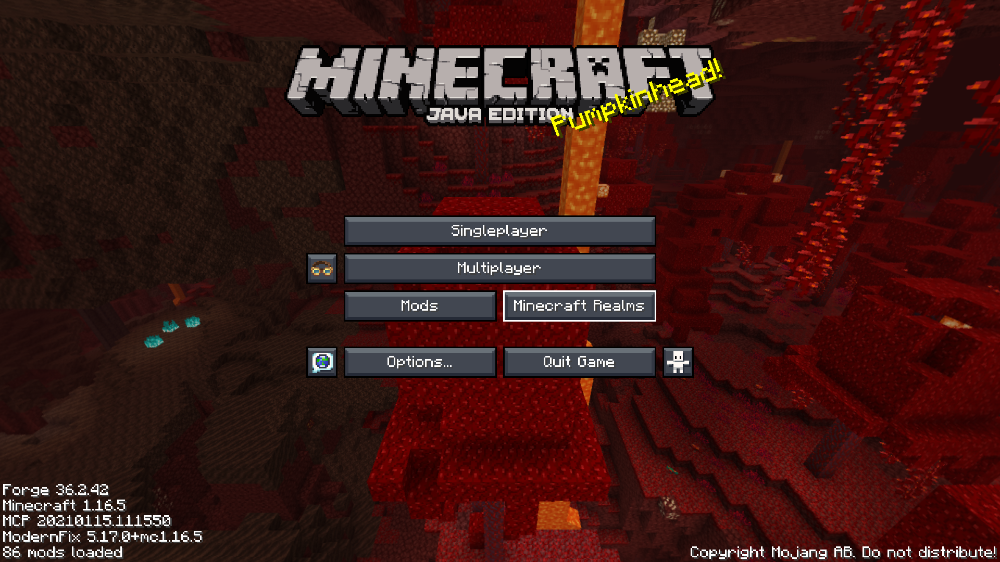 MINECRAFT
JAVA EDITION
Pumpkinhead!
Singleplayer
Multiplayer
Mods
Minecraft Realms
Options...
Quit Game
Forge 36.2.42
Minecraft 1.16.5
MCP 20210115.111550
ModernFix 5.17.0+mc1.16.5
86 mods loaded
Copyright Mojang AB. Do not distribute!